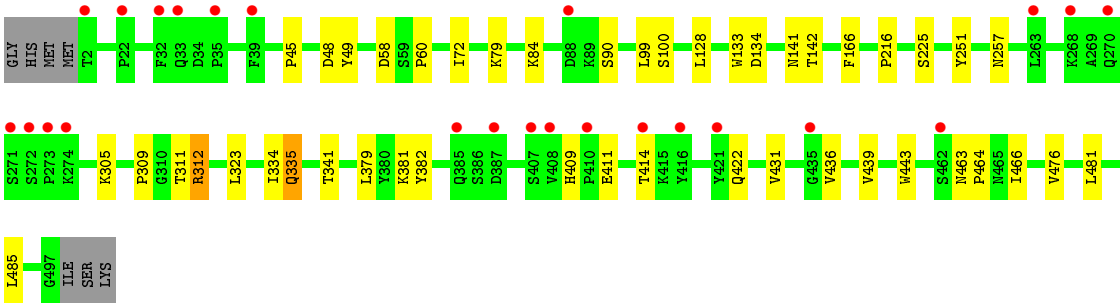 GLY HIS MET MET T2 P22 F32 Q33 D34 P35 F39 P45 D48 Y49 D58 S59 P60 I72 K79 K84 D88 K89 S90 L99 S100 L128 W133 D134 N141 T142 F166 P216 S225 Y251 N257 L263 K268 A269 Q270
S271 S272 P273 K274 K305 P309 G310 T311 R312 L323 I334 Q335 T341 L379 Y380 K381 Y382 Q385 S386 D387 S407 V408 H409 P410 E411 T414 K415 Y416 Y421 Q422 V431 G435 V436 V439 W443 S462 N463 P464 N465 I466 V476 L481
L485 G497 ILE SER LYS